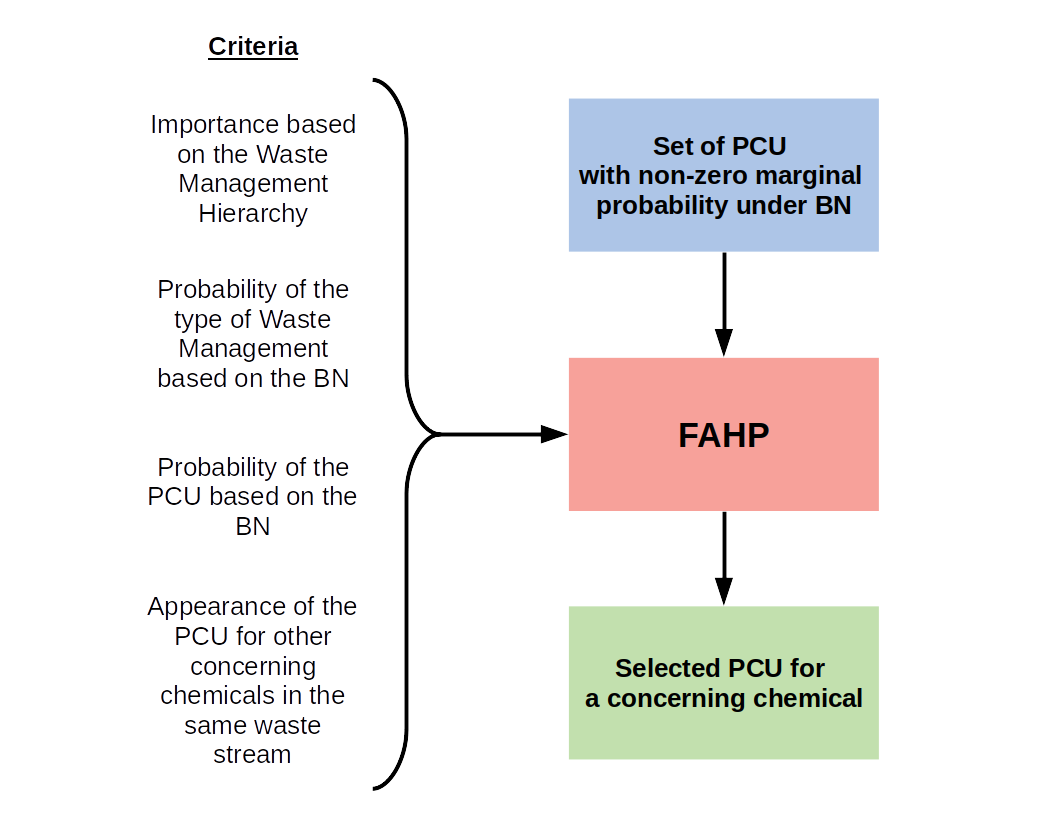 Criteria
Importance based
on the Waste
Management
Hierarchy
Probability of the
type of Waste
Management
based on the BN
Probability of the
PCU based on the
BN
Appearance of the
PCU for other
concerning
chemicals in the
same waste
stream
Set of PCU
with non-zero marginal
probability under BN
FAHP
Selected PCU for
a concerning chemical